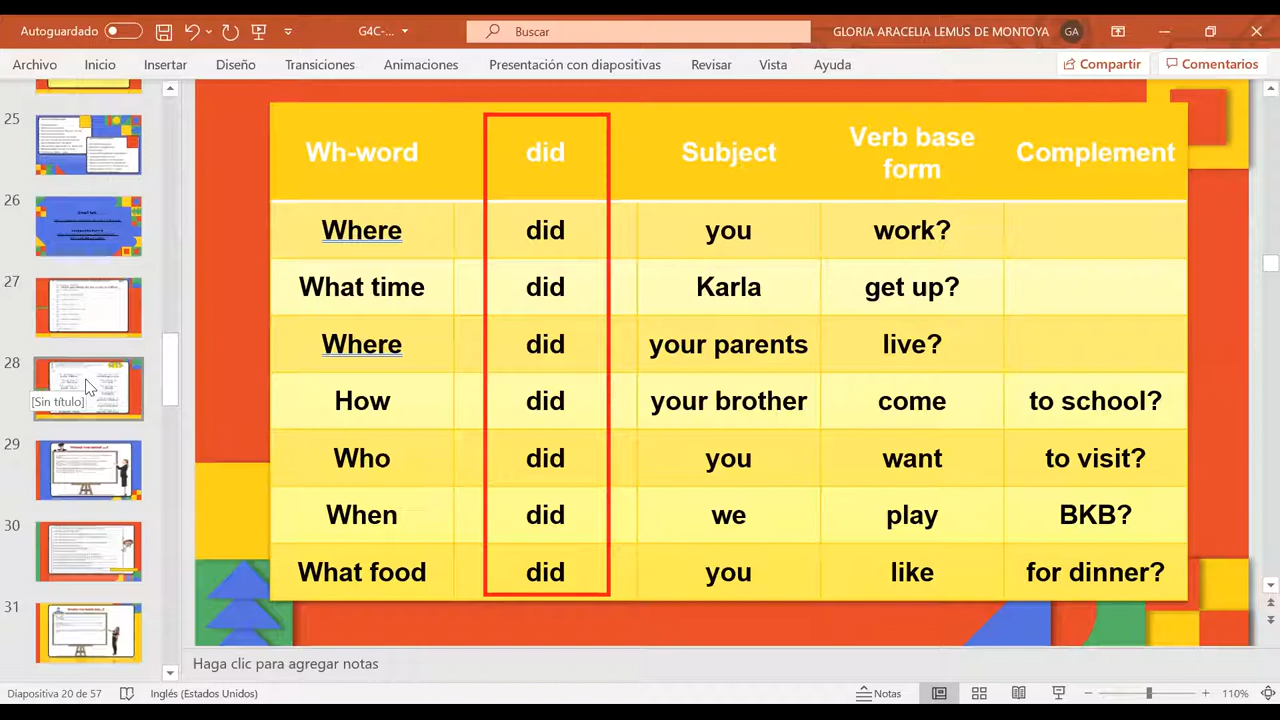 Autoguardado G4C-... Buscar GLORIA ARACELIA LEMUS DE MONTOYA GA
Archivo Inicio Insertar Diseño Transiciones Animaciones Presentación con diapositivas Revisar Vista Ayuda Compartir Comentarios
25
26
27
28
[Sin título]
29
30
31
Wh-word did Subject Verb base form Complement
Where did you work?
What time did Karla get up?
Where did your parents live?
How did your brother come to school?
Who did you want to visit?
When did we play BKB?
What food did you like for dinner?
Haga clic para agregar notas
Diapositiva 20 de 57 Inglés (Estados Unidos) Notas 110%